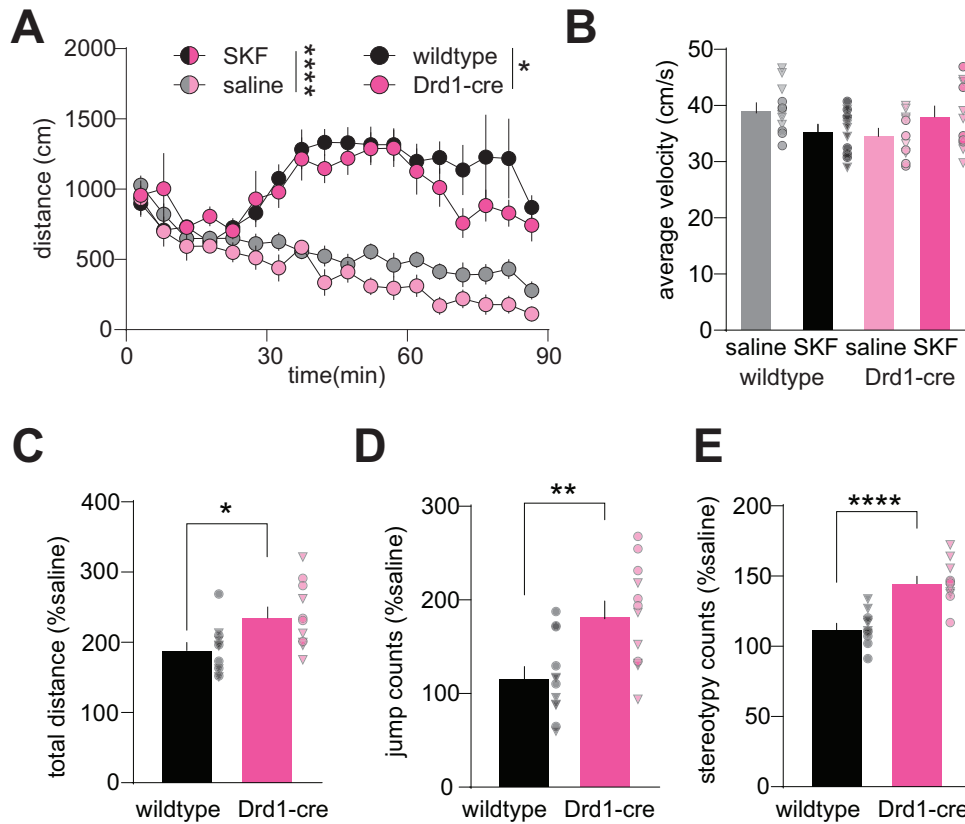 A
SKF
saline
****
wildtype
Drd1-cre
*
distance (cm)
2000
1500
1000
500
0
0
30
60
90
time(min)
B
average velocity (cm/s)
50
40
30
20
10
0
saline SKF saline SKF
wildtype Drd1-cre
C
total distance (%saline)
400
300
200
100
0
*
wildtype Drd1-cre
D
jump counts (%saline)
300
200
100
0
**
wildtype Drd1-cre
E
stereotypy counts (%saline)
200
150
100
50
0
****
wildtype Drd1-cre